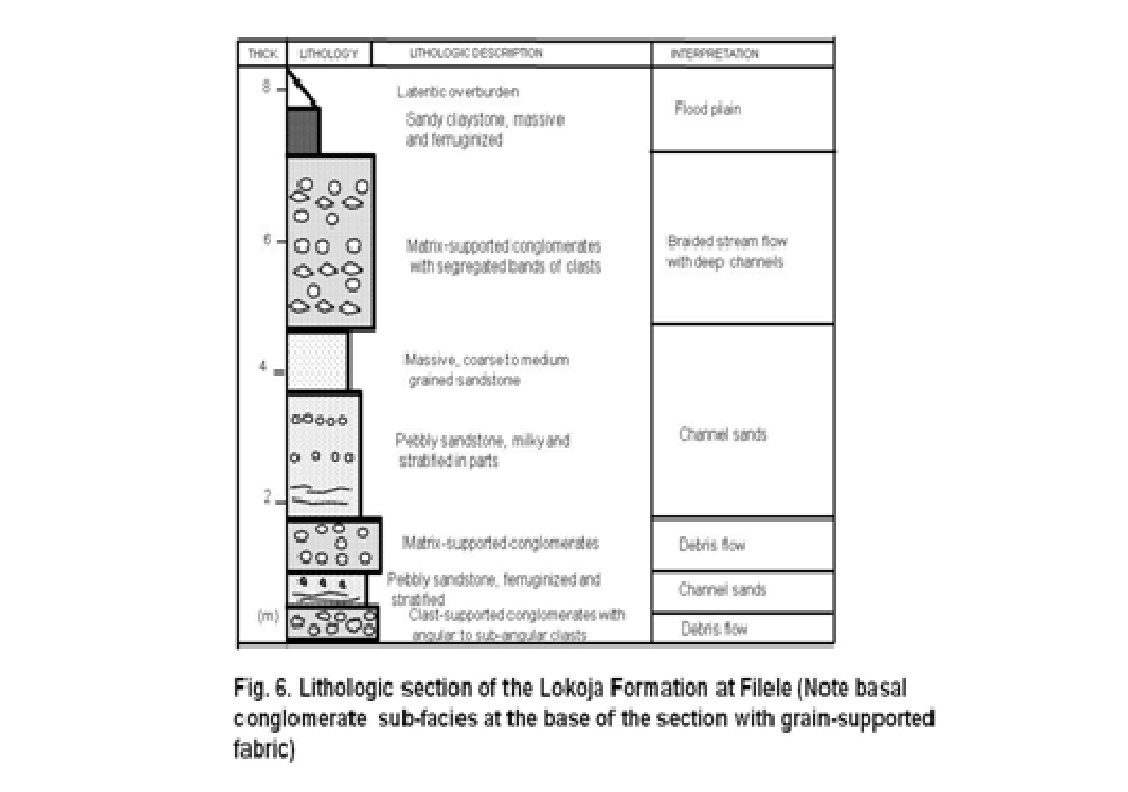 THICK. LITHOLOGY LITHOLOGIC DESCRIPTION INTERPRETATION
8
Lateritic overburden
Sandy claystone, massive
and ferruginized
Flood plain
6
Matrix-supported conglomerates
with segregated bands of clasts
Braided stream flow
with deep channels
4
Massive, coarse to medium
grained sandstone
Pebbly sandstone, milky and
stratified in parts
Channel sands
2
Matrix-supported conglomerates
Debris flow
Pebbly sandstone, ferruginized and
stratified
Channel sands
(m)
Clast-supported conglomerates with
angular to sub-angular clasts
Debris flow
Fig. 6. Lithologic section of the Lokoja Formation at Filele (Note basal
conglomerate sub-facies at the base of the section with grain-supported
fabric)